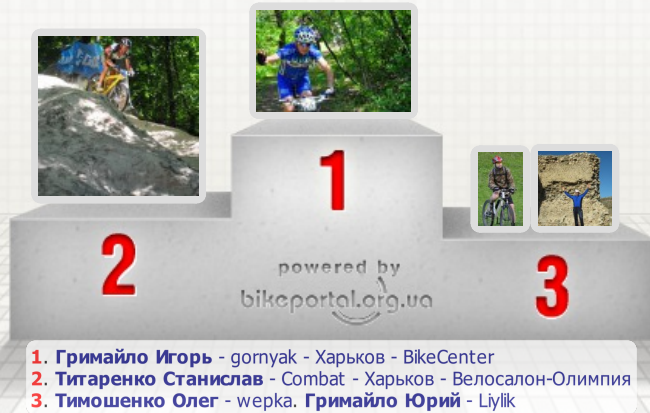 1
2
3
powered by
bikeportal.org.ua
1. Гримайло Игорь - gornyak - Харьков - BikeCenter
2. Титаренко Станислав - Combat - Харьков - Велосалон-Олимпия
3. Тимошенко Олег - wepka. Гримайло Юрий - Liylik